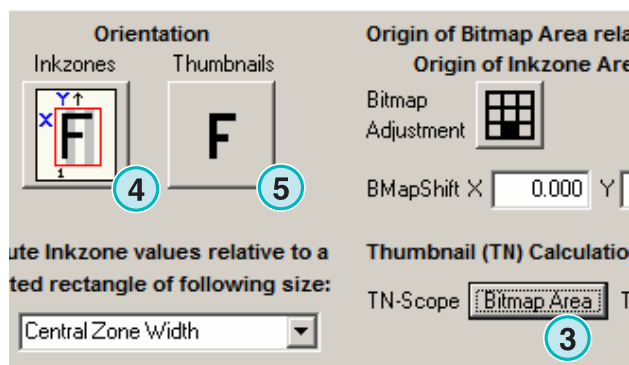 Orientation
Inkzones
Thumbnails
Y↑
X
F
1
4
F
5
Origin of Bitmap Area rela
Origin of Inkzone Are
Bitmap
Adjustment
BMapShift X 0.000 Y
ute Inkzone values relative to a
ted rectangle of following size:
Central Zone Width
Thumbnail (TN) Calculatio
TN-Scope Bitmap Area T
3